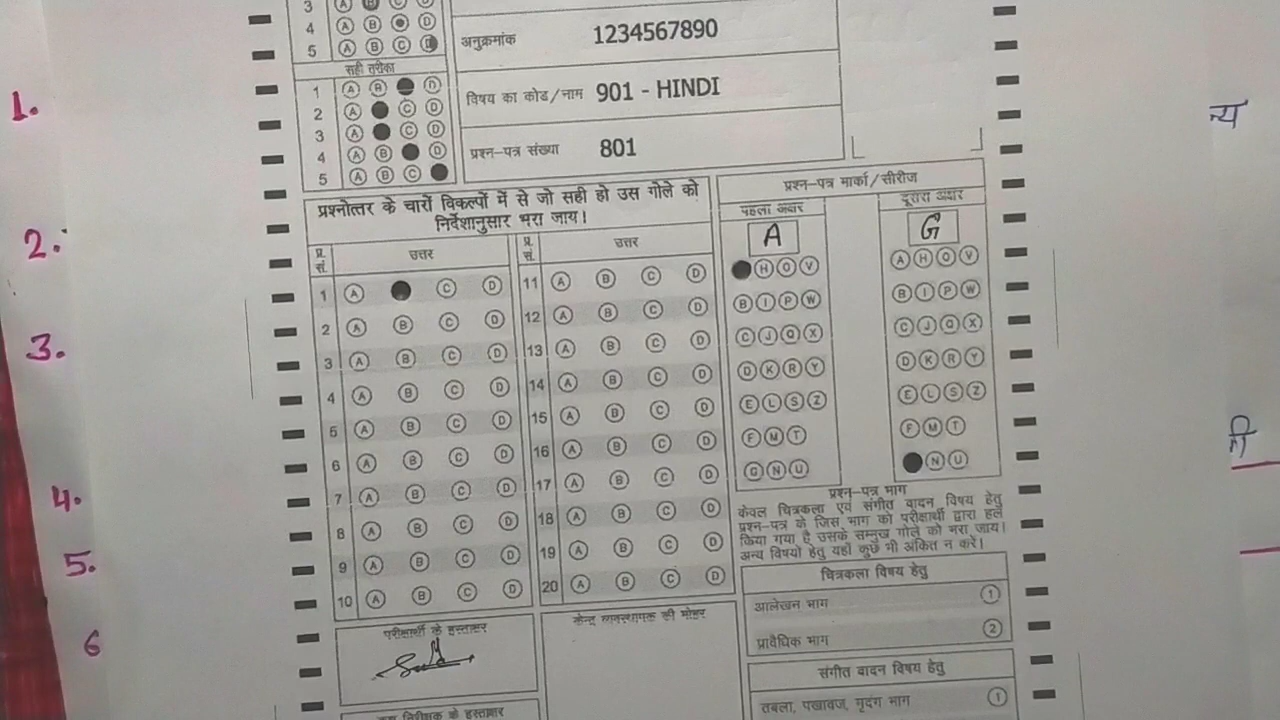 3 A B C D
4 A B C D
5 A B C D
सही तरीका
1 A B D
2 A C D
3 A C D
4 A B D
5 A B C
अनुक्रमांक 1234567890
विषय का कोड/नाम 901 - HINDI
प्रश्न-पत्र संख्या 801
प्रश्नोत्तर के चारों विकल्पों में से जो सही हो उस गोले को
निर्देशानुसार भरा जाय।
प्र. सं. उत्तर प्र. सं. उत्तर
1 A C D 11 A B C D
2 A B C D 12 A B C D
3 A B C D 13 A B C D
4 A B C D 14 A B C D
5 A B C D 15 A B C D
6 A B C D 16 A B C D
7 A B C D 17 A B C D
8 A B C D 18 A B C D
9 A B C D 19 A B C D
10 A B C D 20 A B C D
प्रश्न-पत्र मार्का/सीरीज
पहला अक्षर दूसरा अक्षर
A G
H O V A H O V
B I P W B I P W
C J Q X C J Q X
D K R Y D K R Y
E L S Z E L S Z
F M T F M T
G N U N U
प्रश्न-पत्र भाग
केवल चित्रकला एवं संगीत वादन विषय हेतु
प्रश्न-पत्र के जिस भाग को परीक्षार्थी द्वारा हल
किया गया है उसके सम्मुख गोले को भरा जाय।
अन्य विषयों हेतु यहाँ कुछ भी अंकित न करें।
चित्रकला विषय हेतु
आलेखन भाग 1
प्रावैधिक भाग 2
संगीत वादन विषय हेतु
तबला, पखावज, मृदंग भाग 1
परीक्षार्थी के हस्ताक्षर
केन्द्र व्यवस्थापक की मोहर
कक्ष निरीक्षक के हस्ताक्षर
1.
2.
3.
4.
5.
6
न्य